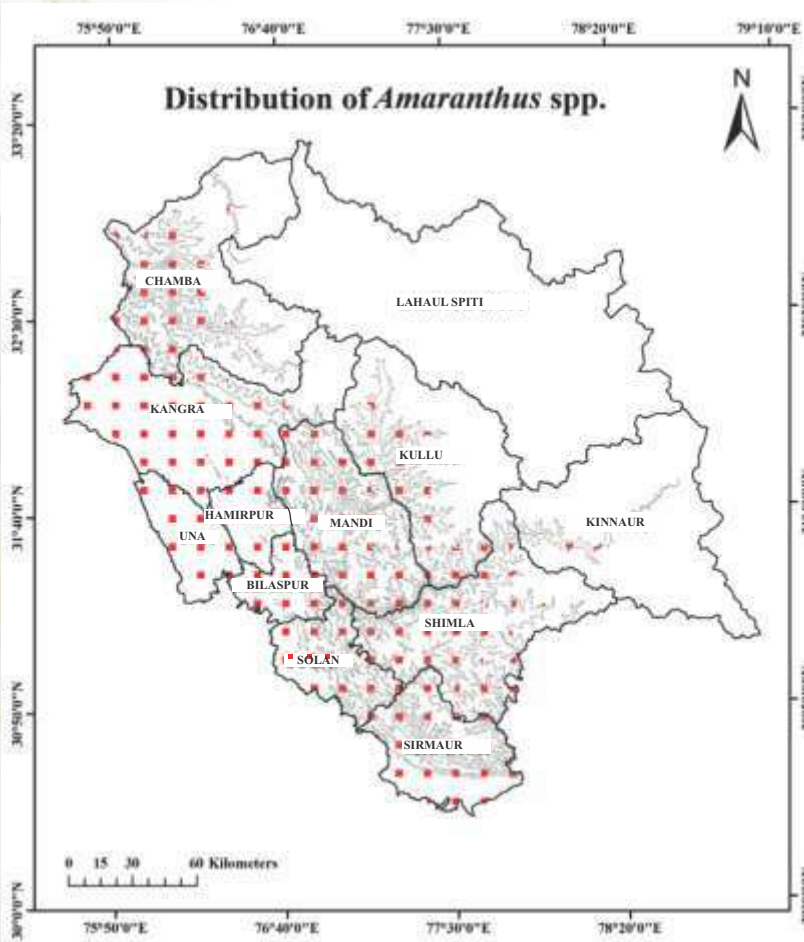 75°50'0"E 76°40'0"E 77°30'0"E 78°20'0"E 79°10'0"E
Distribution of Amaranthus spp.
N
33°20'0"N
CHAMBA
LAHAUL SPITI
32°30'0"N
KANGRA
KULLU
HAMIRPUR
MANDI
KINNAUR
31°40'0"N
UNA
BILASPUR
SHIMLA
SOLAN
30°50'0"N
SIRMAUR
0 15 30 60 Kilometers
30°0'0"N
75°50'0"E 76°40'0"E 77°30'0"E 78°20'0"E